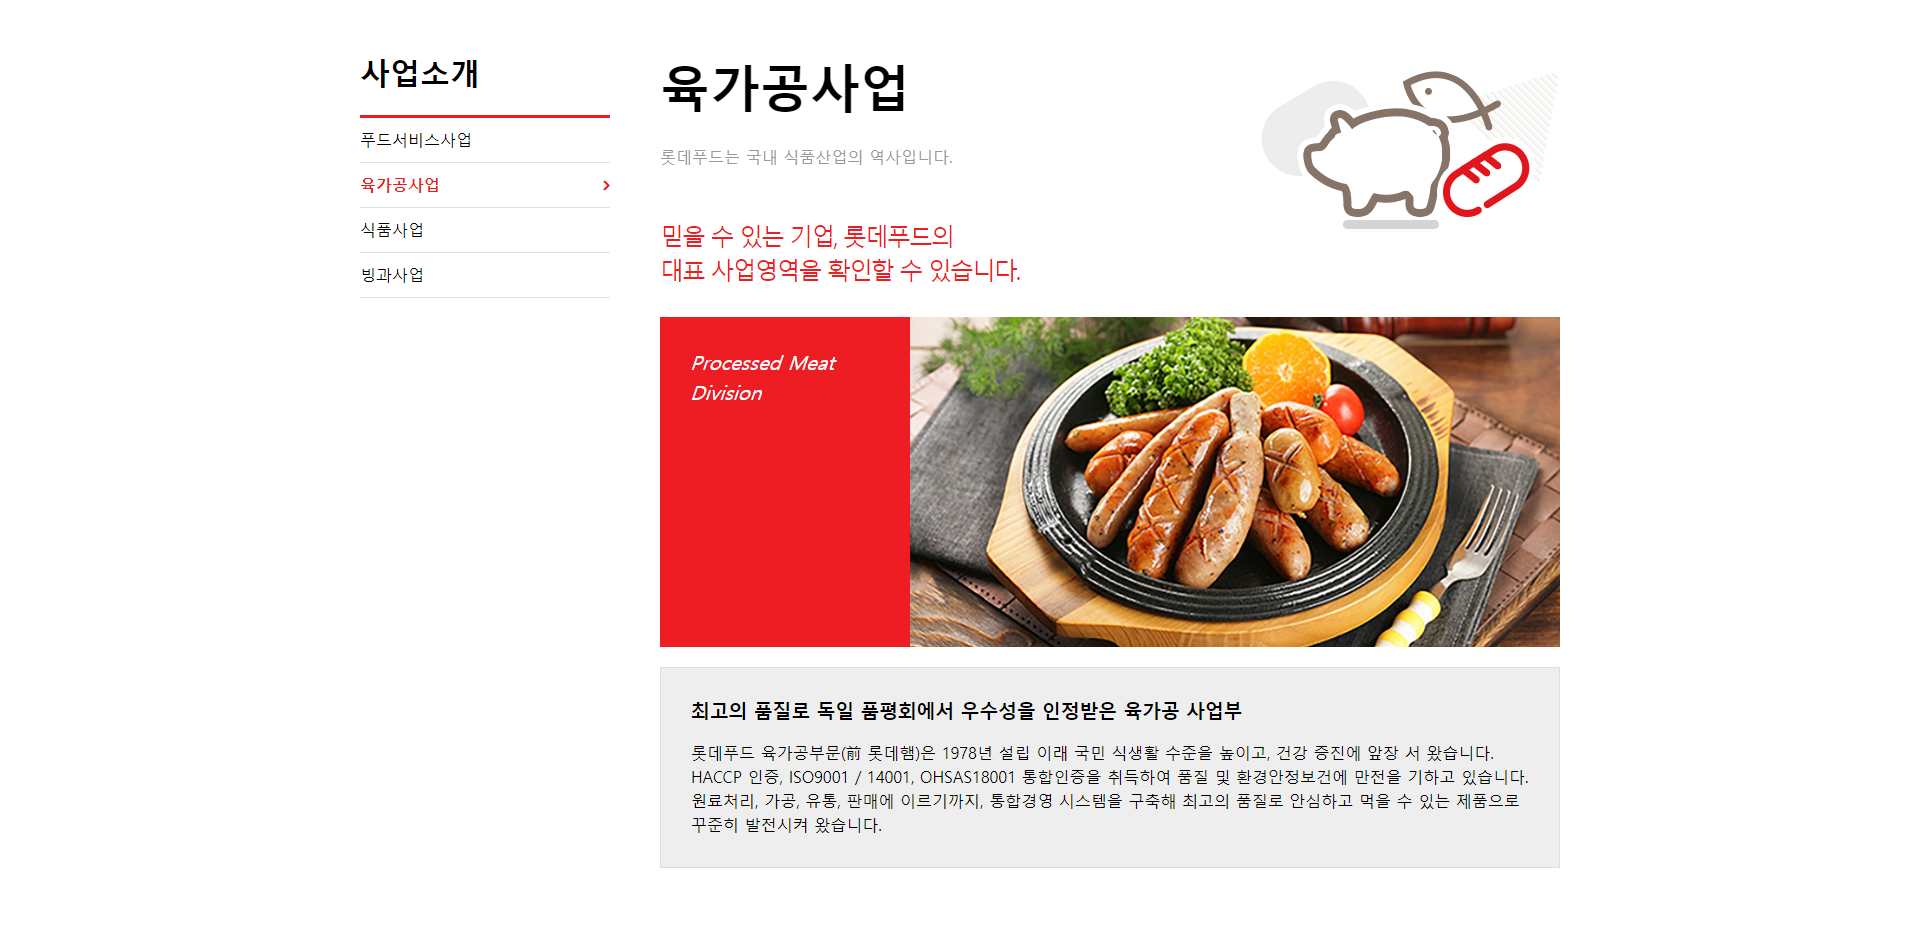 사업소개
푸드서비스사업
육가공사업
식품사업
빙과사업
육가공사업
롯데푸드는 국내 식품산업의 역사입니다.
믿을 수 있는 기업, 롯데푸드의
대표 사업영역을 확인할 수 있습니다.
Processed Meat
Division
최고의 품질로 독일 품평회에서 우수성을 인정받은 육가공 사업부
롯데푸드 육가공부문(前 롯데햄)은 1978년 설립 이래 국민 식생활 수준을 높이고, 건강 증진에 앞장 서 왔습니다.
HACCP 인증, ISO9001 / 14001, OHSAS18001 통합인증을 취득하여 품질 및 환경안정보건에 만전을 기하고 있습니다.
원료처리, 가공, 유통, 판매에 이르기까지, 통합경영 시스템을 구축해 최고의 품질로 안심하고 먹을 수 있는 제품으로
꾸준히 발전시켜 왔습니다.